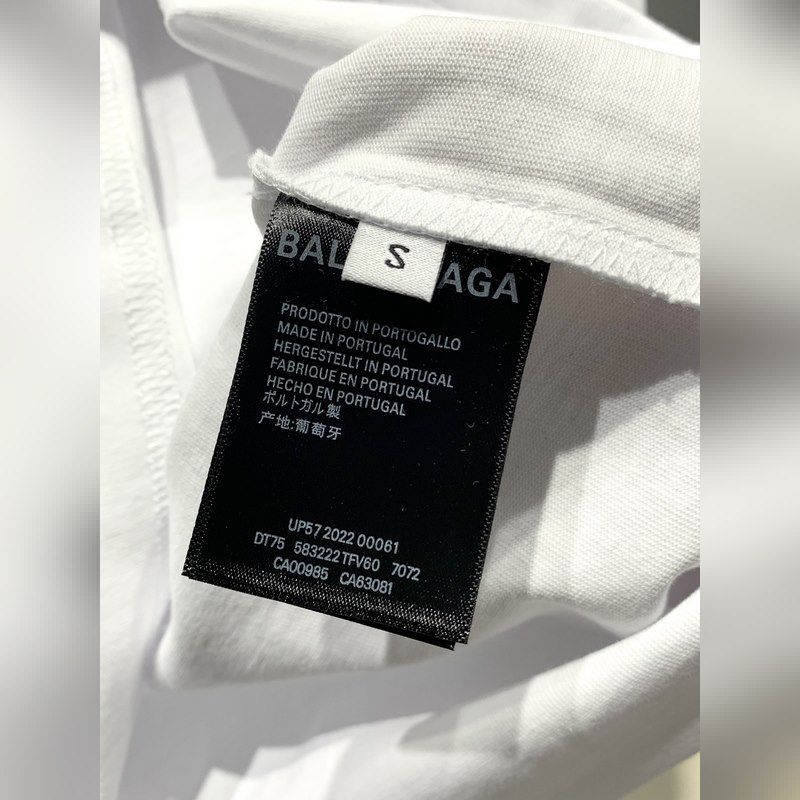 BAL AGA
S
PRODOTTO IN PORTOGALLO
MADE IN PORTUGAL
HERGESTELLT IN PORTUGAL
FABRIQUE EN PORTUGAL
HECHO EN PORTUGAL
ポルトガル製
产地:葡萄牙
UP57 2022 00061
DT75 583222TFV60 7072
CA00985 CA63081